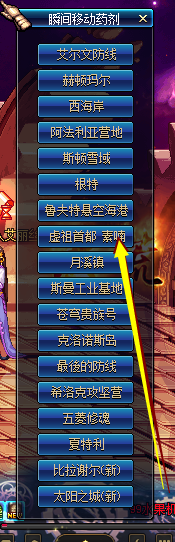 瞬间移动药剂
艾尔文防线
赫顿玛尔
西海岸
阿法利亚营地
斯顿雪域
根特
鲁夫特悬空海港
虚祖首都 素喃
月溪镇
斯曼工业基地
苍穹贵族号
克洛诺斯岛
最後的防线
希洛克攻坚营
五菱修魂
夏特利
比拉谢尔(新)
太阳之城(新)